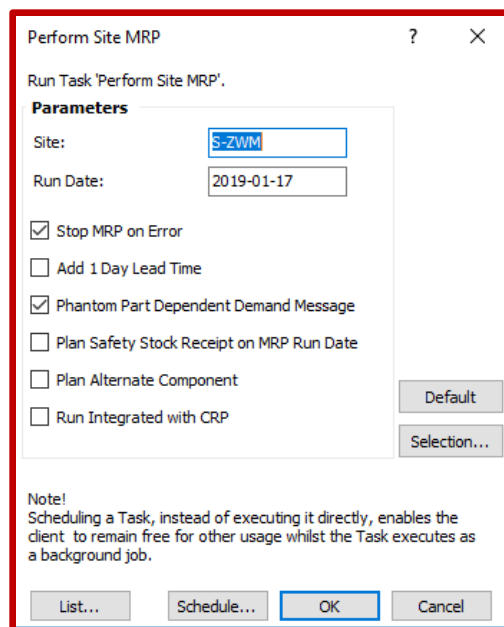 Perform Site MRP
?
Run Task 'Perform Site MRP'.
Parameters
Site: S-ZWM
Run Date: 2019-01-17
Stop MRP on Error
Add 1 Day Lead Time
Phantom Part Dependent Demand Message
Plan Safety Stock Receipt on MRP Run Date
Plan Alternate Component
Run Integrated with CRP
Default
Selection...
Note!
Scheduling a Task, instead of executing it directly, enables the
client to remain free for other usage whilst the Task executes as
a background job.
List... Schedule... OK Cancel